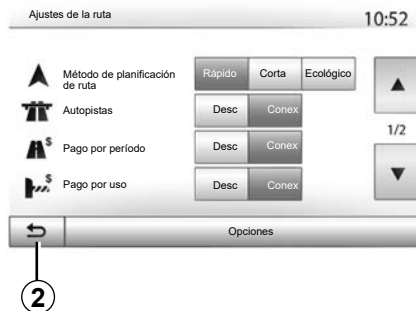 Ajustes de la ruta 10:52
Método de planificación de ruta Rápido Corta Ecológico
Autopistas Desc Conex
1/2
$ Pago por período Desc Conex
$ Pago por uso Desc Conex
Opciones
2